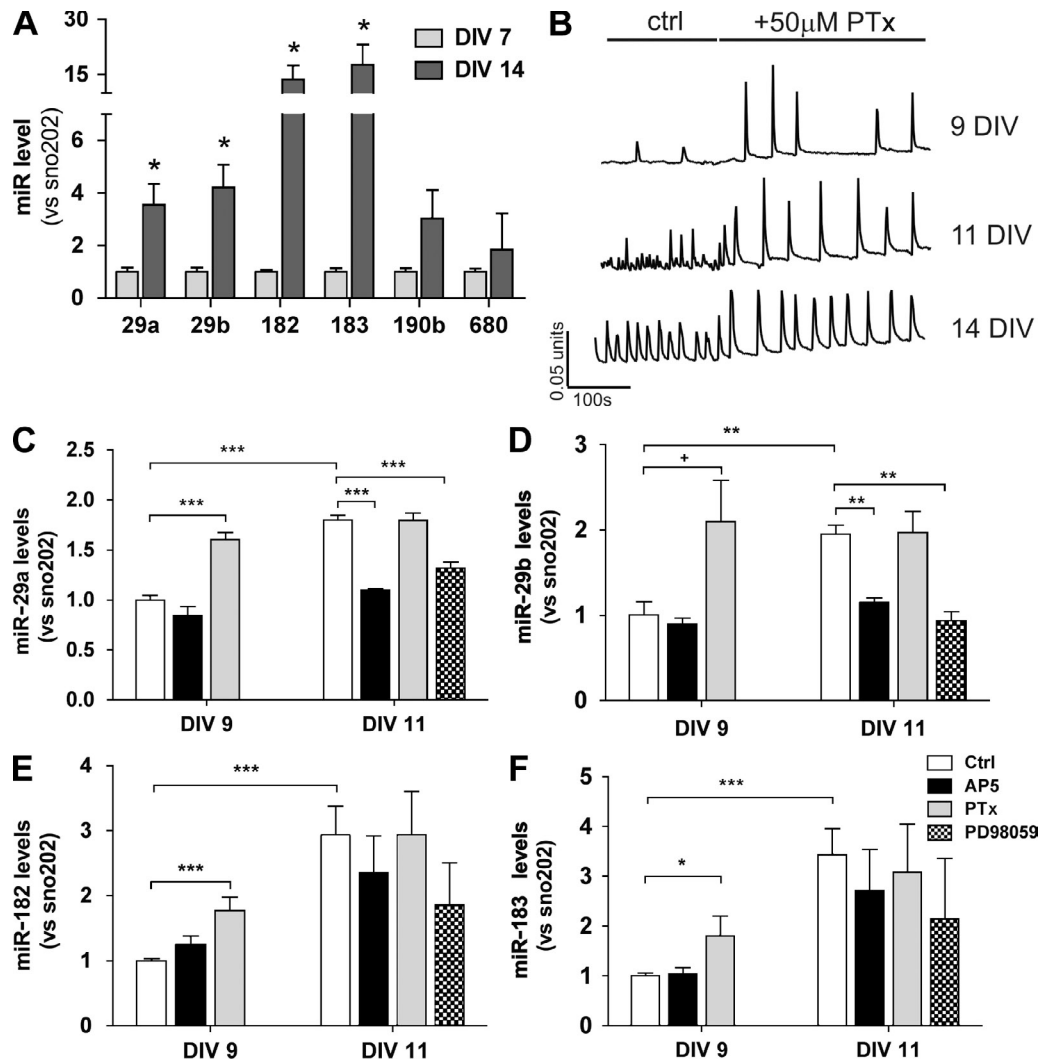 A
30
15
6
4
2
0
miR level
(vs sno202)
DIV 7
DIV 14
*
*
*
*
29a
29b
182
183
190b
680
B
ctrl
+50μM PTx
9 DIV
11 DIV
14 DIV
0.05 units
100s
C
2.5
2.0
1.5
1.0
0.5
0.0
miR-29a levels
(vs sno202)
***
***
***
***
DIV 9
DIV 11
D
3
2
1
0
miR-29b levels
(vs sno202)
**
+
**
**
DIV 9
DIV 11
E
4
3
2
1
0
miR-182 levels
(vs sno202)
***
***
DIV 9
DIV 11
F
5
4
3
2
1
0
miR-183 levels
(vs sno202)
***
*
Ctrl
AP5
PTx
PD98059
DIV 9
DIV 11